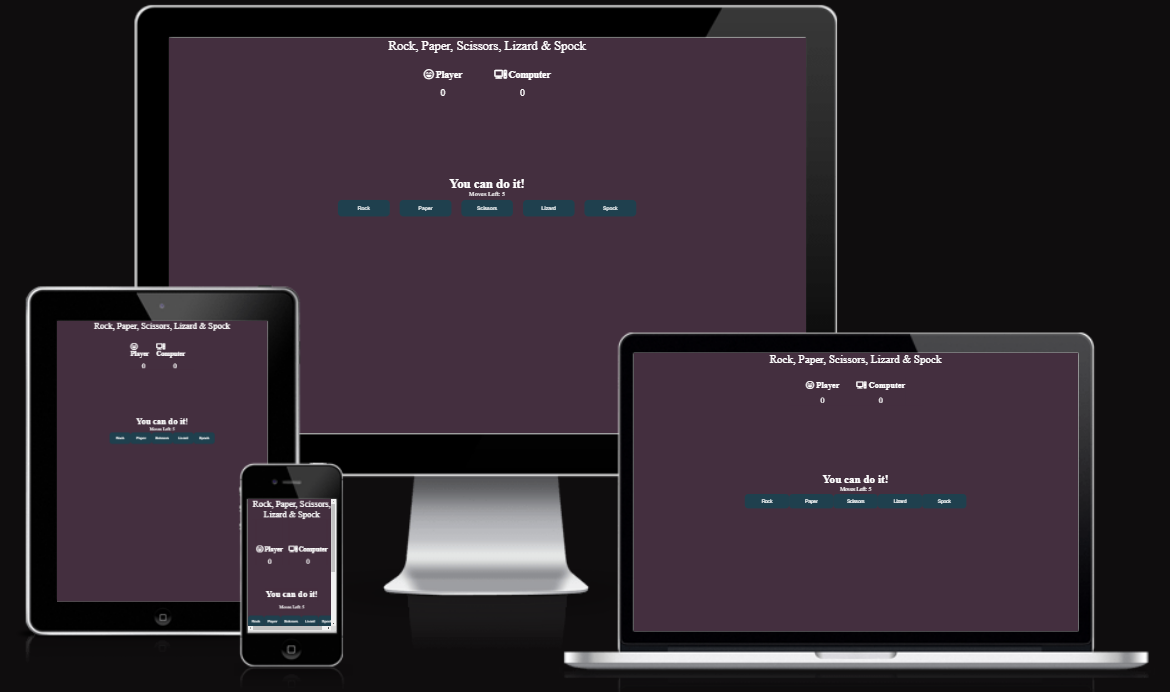 Rock, Paper, Scissors, Lizard & Spock
Player Computer
0 0
You can do it!
Moves Left: 5
Rock Paper Scissors Lizard Spock
Rock, Paper, Scissors, Lizard & Spock
Player Computer
0 0
You can do it!
Moves Left: 5
Rock Paper Scissors Lizard Spock
Rock, Paper, Scissors,
Lizard & Spock
Player Computer
0 0
You can do it!
Moves Left: 5
Rock Paper Scissors Lizard
Rock, Paper, Scissors, Lizard & Spock
Player Computer
0 0
You can do it!
Moves Left: 5
Rock Paper Scissors Lizard Spock